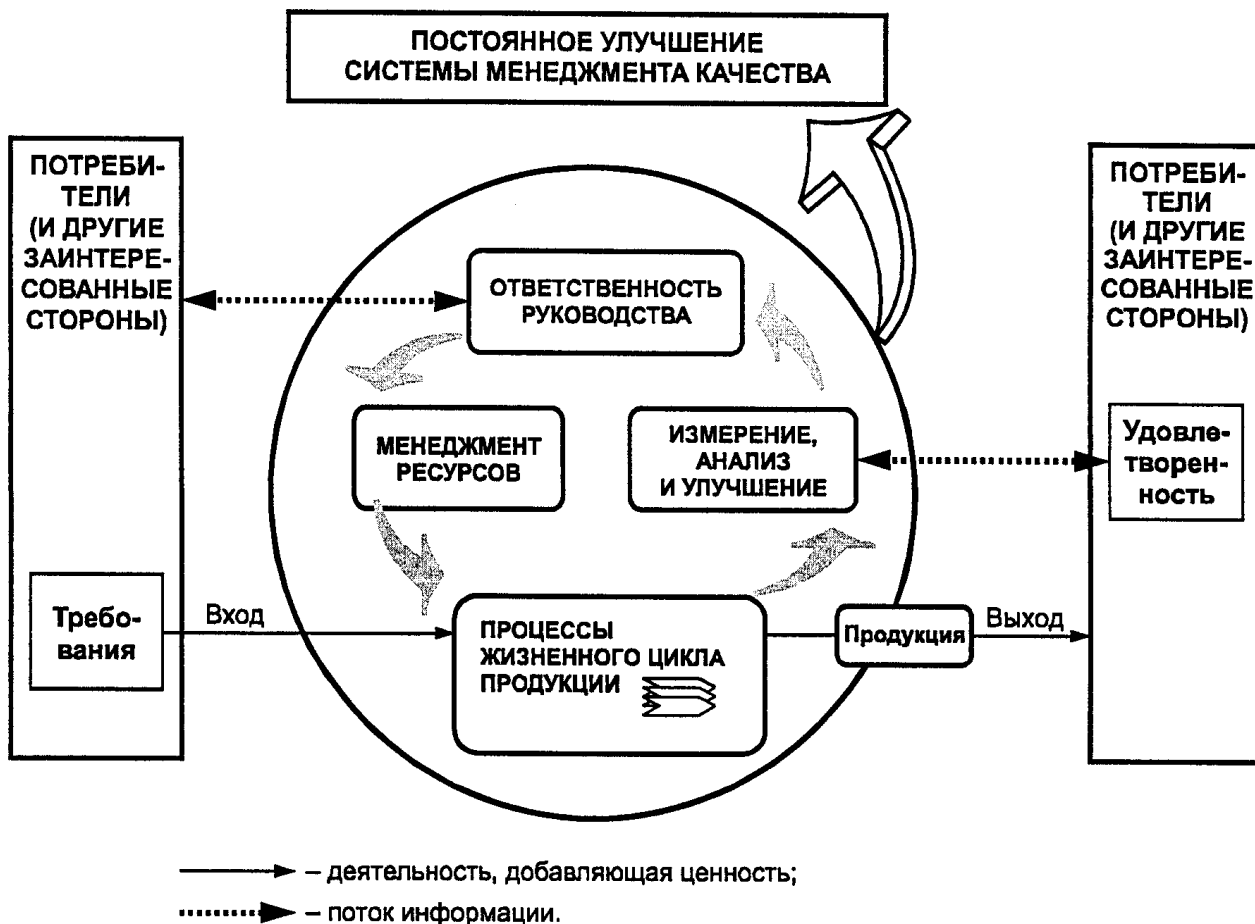 ПОСТОЯННОЕ УЛУЧШЕНИЕ
СИСТЕМЫ МЕНЕДЖМЕНТА КАЧЕСТВА
ПОТРЕБИ-
ТЕЛИ
(И ДРУГИЕ
ЗАИНТЕРЕ-
СОВАННЫЕ
СТОРОНЫ)
ПОТРЕБИ-
ТЕЛИ
(И ДРУГИЕ
ЗАИНТЕРЕ-
СОВАННЫЕ
СТОРОНЫ)
ОТВЕТСТВЕННОСТЬ
РУКОВОДСТВА
МЕНЕДЖМЕНТ
РЕСУРСОВ
ИЗМЕРЕНИЕ,
АНАЛИЗ
И УЛУЧШЕНИЕ
Удовле-
творен-
ность
Требо-
вания
Вход
ПРОЦЕССЫ
ЖИЗНЕННОГО ЦИКЛА
ПРОДУКЦИИ
Продукция
Выход
– деятельность, добавляющая ценность;
– поток информации.